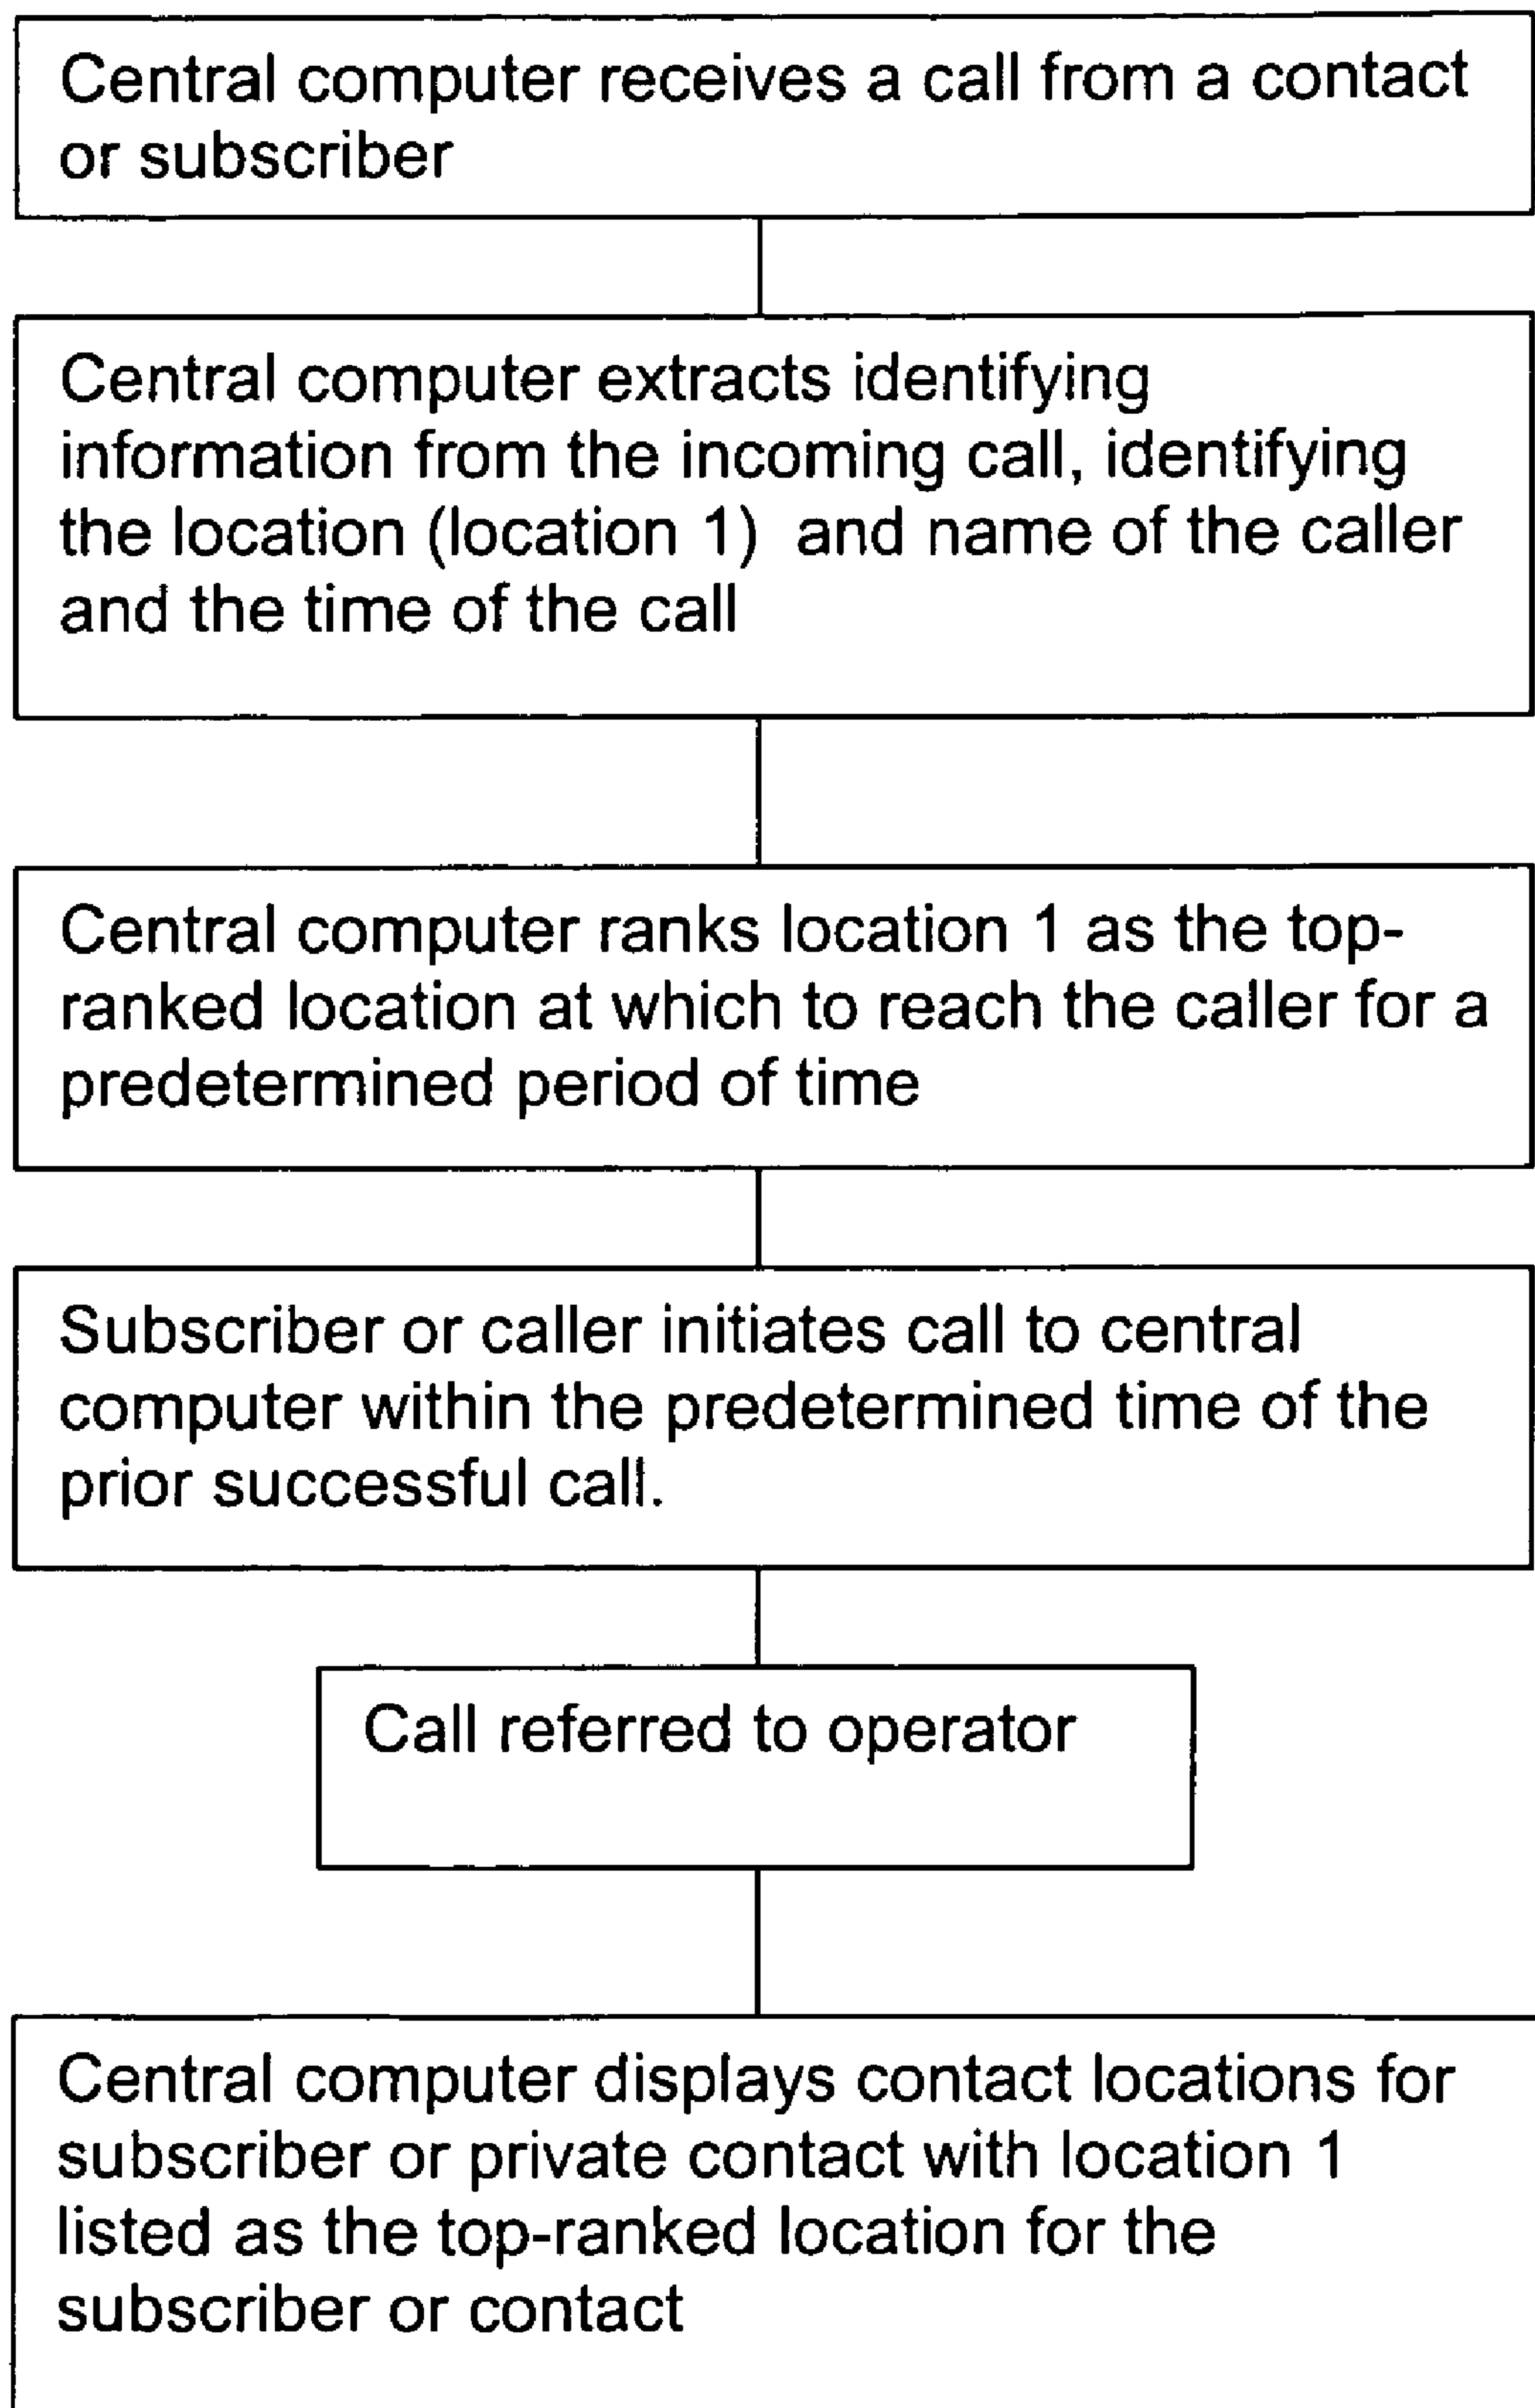 Central computer receives a call from a contact
or subscriber
Central computer extracts identifying
information from the incoming call, identifying
the location (location 1) and name of the caller
and the time of the call
Central computer ranks location 1 as the top-
ranked location at which to reach the caller for a
predetermined period of time
Subscriber or caller initiates call to central
computer within the predetermined time of the
prior successful call.
Call referred to operator
Central computer displays contact locations for
subscriber or private contact with location 1
listed as the top-ranked location for the
subscriber or contact